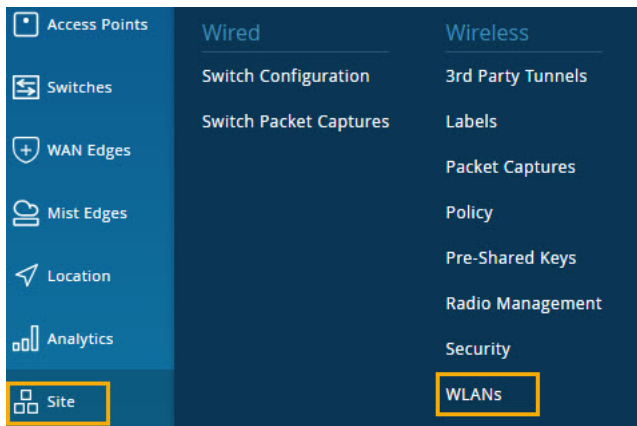 Access Points
Switches
WAN Edges
Mist Edges
Location
Analytics
Site
Wired
Switch Configuration
Switch Packet Captures
Wireless
3rd Party Tunnels
Labels
Packet Captures
Policy
Pre-Shared Keys
Radio Management
Security
WLANs